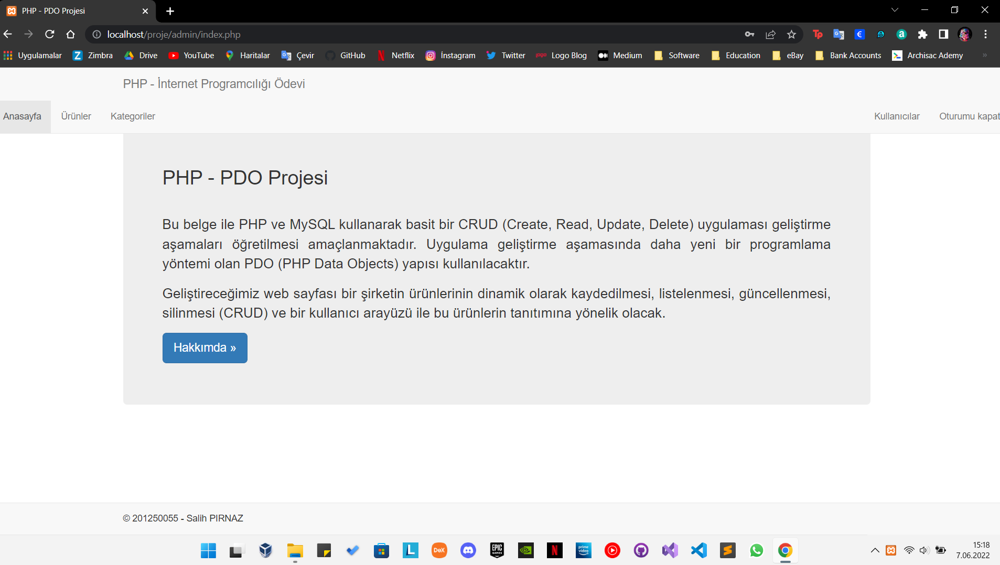 PHP - PDO Projesi
localhost/proje/admin/index.php
Uygulamalar Zimbra Drive YouTube Haritalar Çevir GitHub Netflix İnstagram Twitter Logo Blog Medium Software Education eBay Bank Accounts Archisac Ademy
PHP - İnternet Programcılığı Ödevi
Anasayfa Ürünler Kategoriler Kullanıcılar Oturumu kapat
PHP - PDO Projesi
Bu belge ile PHP ve MySQL kullanarak basit bir CRUD (Create, Read, Update, Delete) uygulaması geliştirme
aşamaları öğretilmesi amaçlanmaktadır. Uygulama geliştirme aşamasında daha yeni bir programlama
yöntemi olan PDO (PHP Data Objects) yapısı kullanılacaktır.
Geliştireceğimiz web sayfası bir şirketin ürünlerinin dinamik olarak kaydedilmesi, listelenmesi, güncellenmesi,
silinmesi (CRUD) ve bir kullanıcı arayüzü ile bu ürünlerin tanıtımına yönelik olacak.
Hakkımda »
© 201250055 - Salih PIRNAZ
15:18
7.06.2022